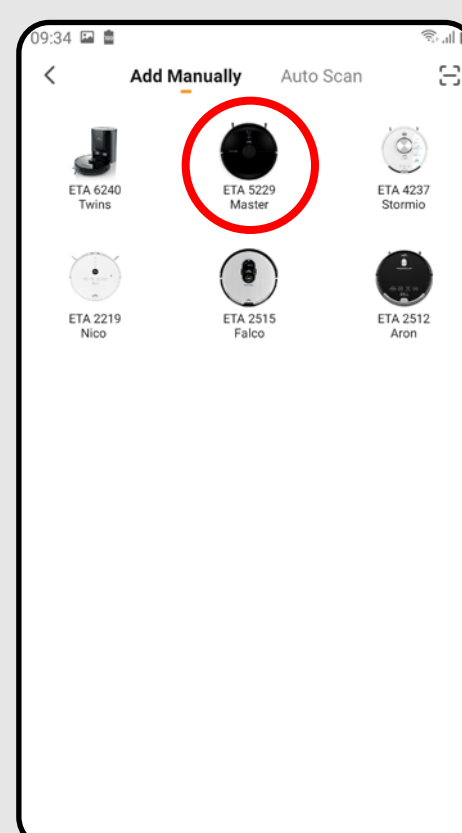 09:34
Add Manually Auto Scan
ETA 6240
Twins
ETA 5229
Master
ETA 4237
Stormio
ETA 2219
Nico
ETA 2515
Falco
ETA 2512
Aron